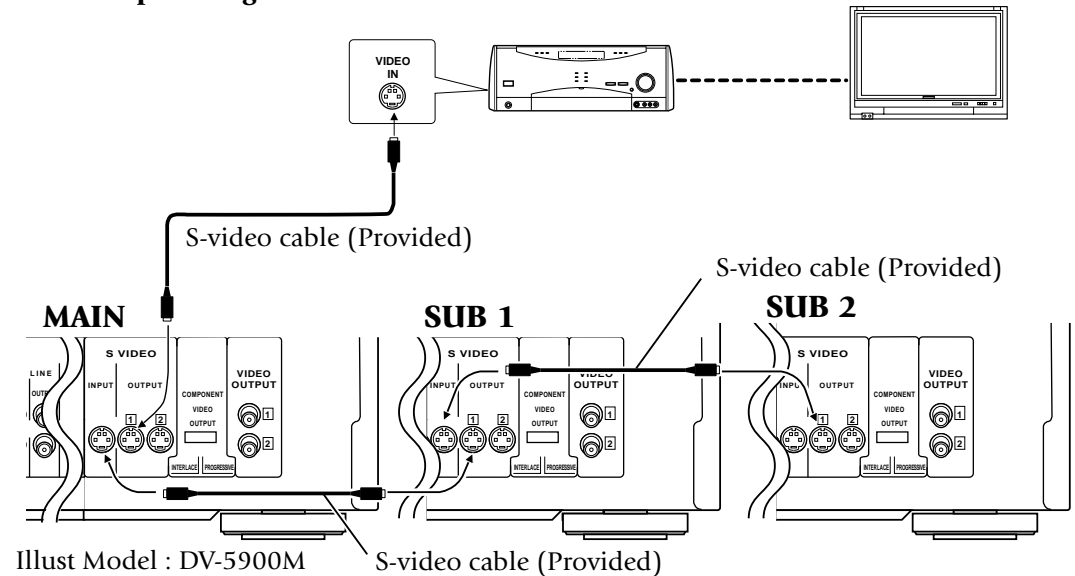 VIDEO
IN
S-video cable (Provided)
S-video cable (Provided)
MAIN
SUB 1
SUB 2
LINE
S VIDEO
INPUT
OUTPUT
1
2
COMPONENT
VIDEO
OUTPUT
INTERLACE
PROGRESSIVE
VIDEO
OUTPUT
1
2
S VIDEO
INPUT
OUTPUT
1
2
COMPONENT
VIDEO
OUTPUT
INTERLACE
PROGRESSIVE
VIDEO
OUTPUT
1
2
S VIDEO
OUTPUT
1
2
COMPONENT
VIDEO
OUTPUT
INTERLACE
PROGRESSIVE
VIDEO
OUTPUT
1
2
Illust Model : DV-5900M
S-video cable (Provided)